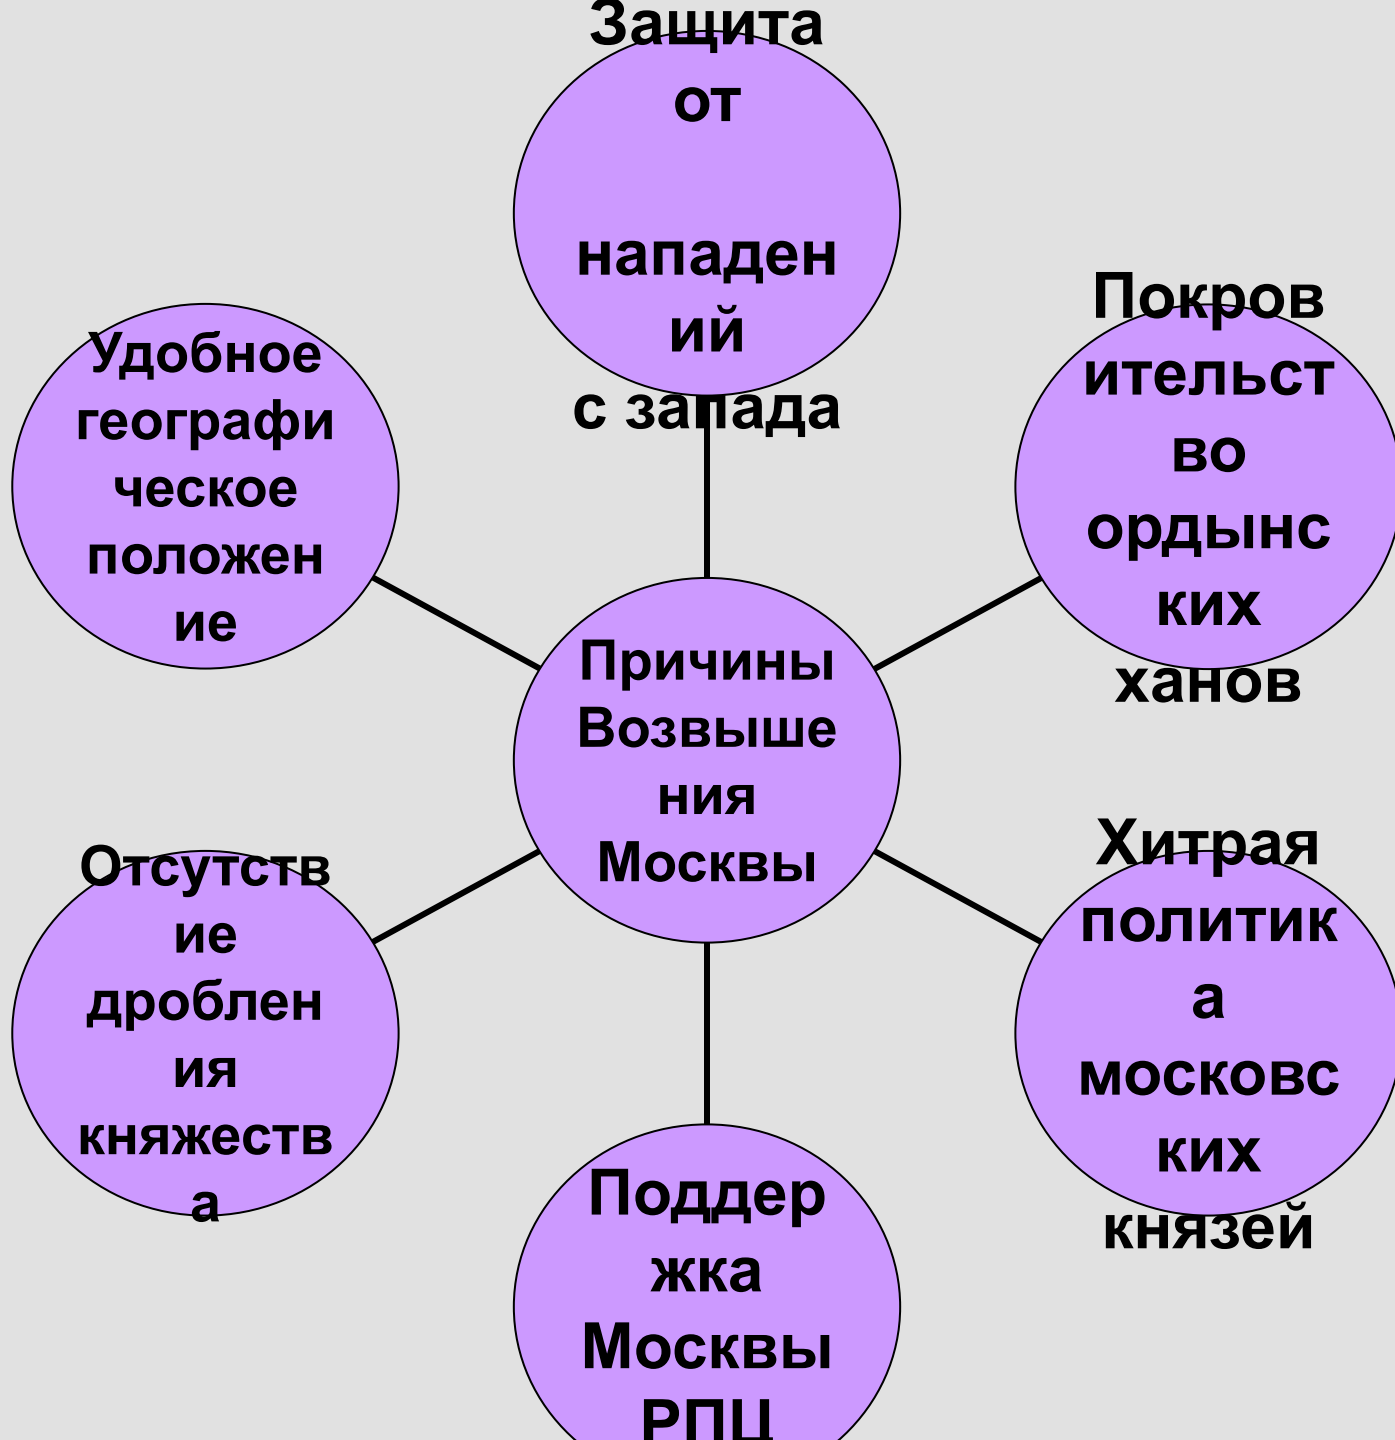 Защита
от
нападен
ий
с запада
Покров
ительст
во
ордынс
ких
ханов
Удобное
географи
ческое
положен
ие
Причины
Возвыше
ния
Москвы
Отсутств
ие
дроблен
ия
княжеств
а
Хитрая
политик
а
московс
ких
князей
Поддер
жка
Москвы
РПЦ